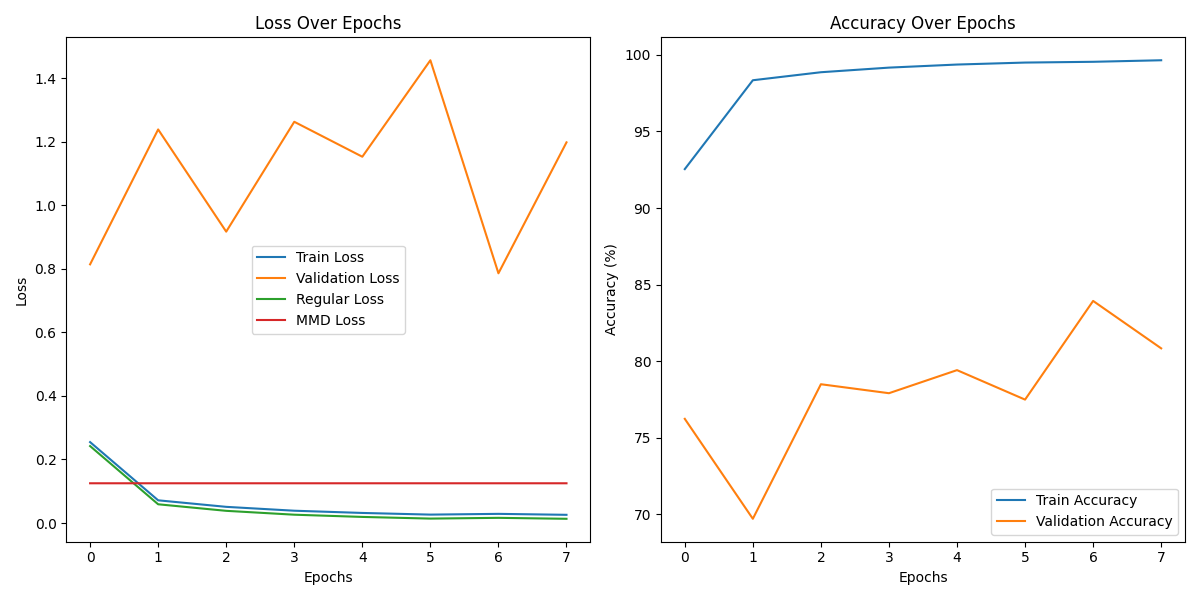 Loss Over Epochs
1.4
1.2
1.0
0.8
0.6
0.4
0.2
0.0
Loss
Train Loss
Validation Loss
Regular Loss
MMD Loss
0 1 2 3 4 5 6 7
Epochs
Accuracy Over Epochs
100
95
90
85
80
75
70
Accuracy (%)
Train Accuracy
Validation Accuracy
0 1 2 3 4 5 6 7
Epochs